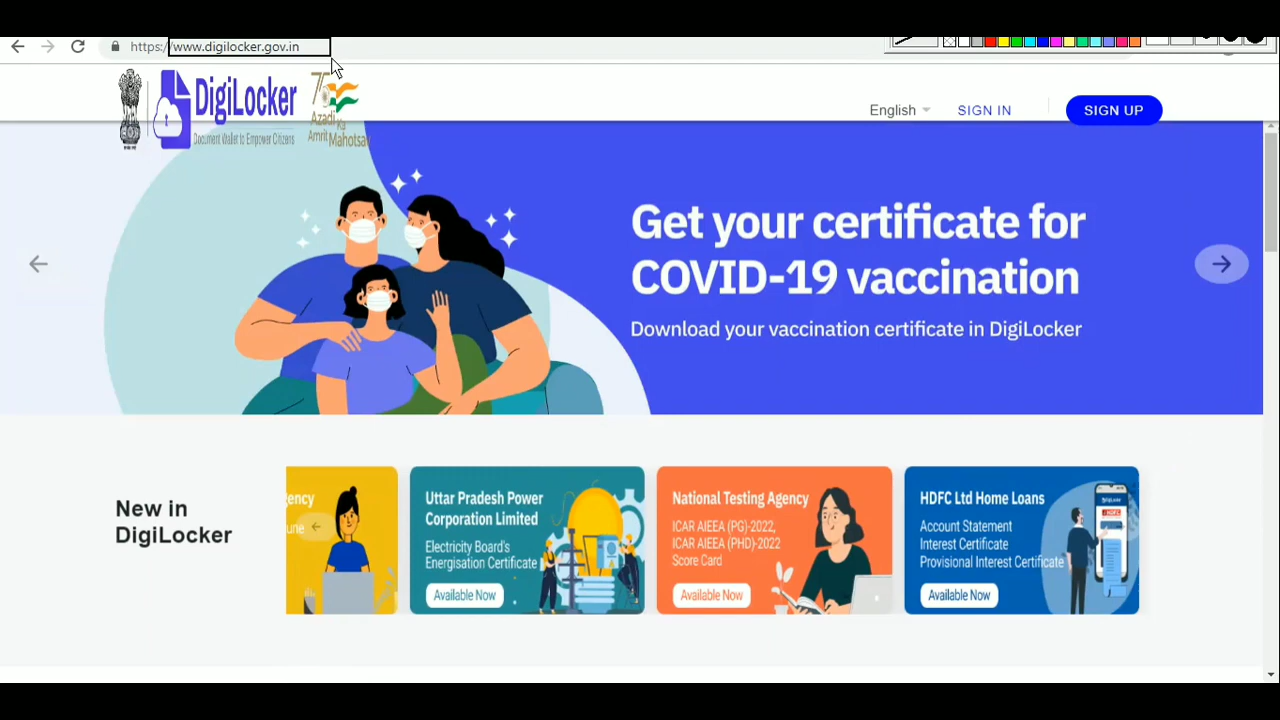 https://www.digilocker.gov.in
DigiLocker
Document Wallet to Empower Citizens
75
Azadi Ka
Amrit Mahotsav
English
SIGN IN
SIGN UP
Get your certificate for
COVID-19 vaccination
Download your vaccination certificate in DigiLocker
New in
DigiLocker
Uttar Pradesh Power
Corporation Limited
Electricity Board's
Energisation Certificate
Available Now
National Testing Agency
ICAR AIEEA (PG)-2022,
ICAR AIEEA (PHD)-2022
Score Card
Available Now
HDFC Ltd Home Loans
Account Statement
Interest Certificate
Provisional Interest Certificate
Available Now